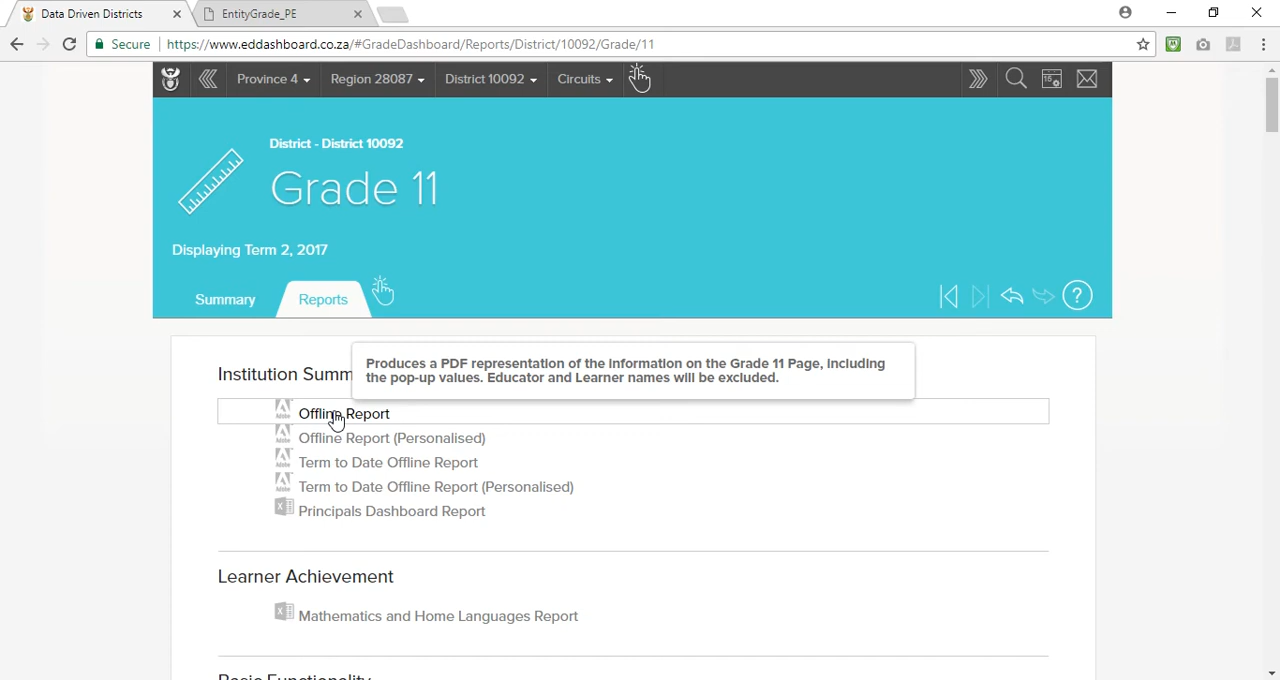 Data Driven Districts
EntityGrade_PE
Secure
https://www.eddashboard.co.za/#GradeDashboard/Reports/District/10092/Grade/11
Province 4
Region 28087
District 10092
Circuits
District - District 10092
Grade 11
Displaying Term 2, 2017
Summary
Reports
?
Institution Summ
Produces a PDF representation of the information on the Grade 11 Page, including
the pop-up values. Educator and Learner names will be excluded.
Offline Report
Offline Report (Personalised)
Term to Date Offline Report
Term to Date Offline Report (Personalised)
Principals Dashboard Report
Learner Achievement
Mathematics and Home Languages Report
Basic Functionality